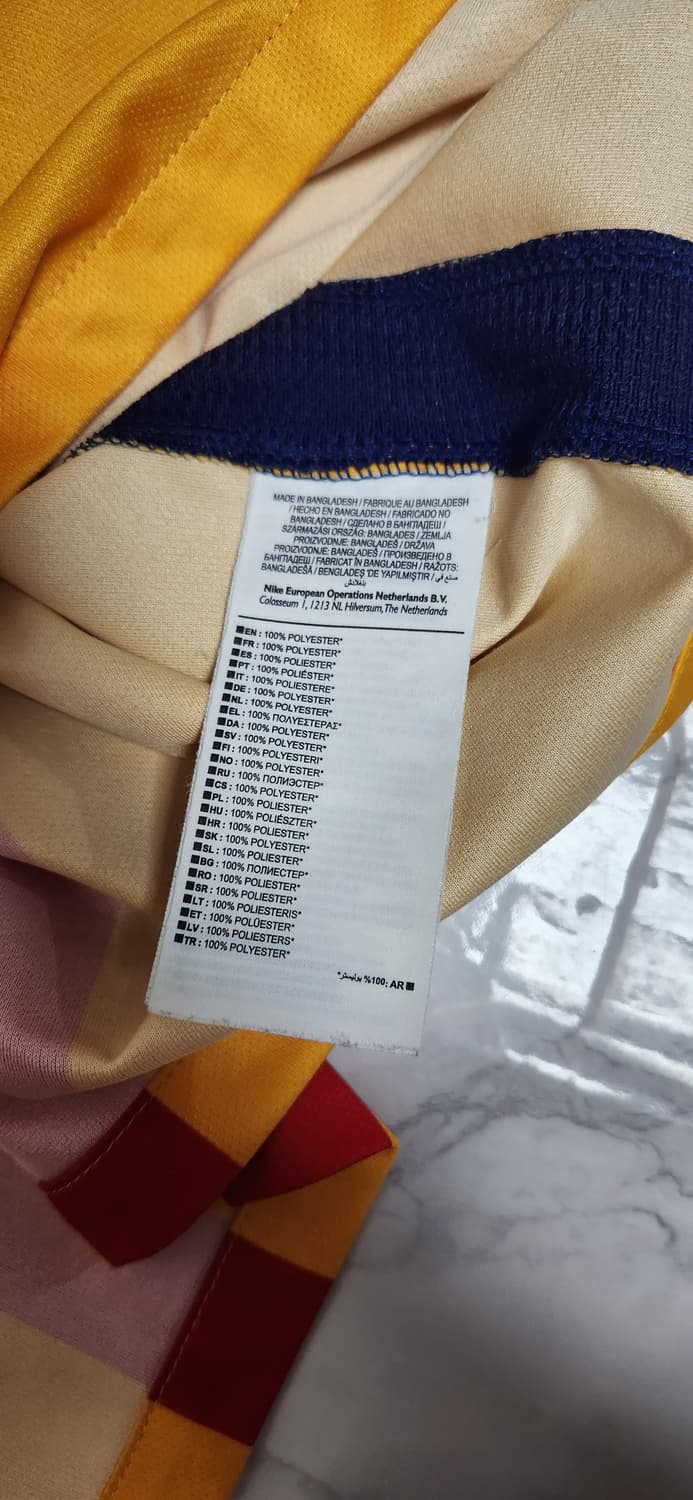 MADE IN BANGLADESH / FABRIQUE AU BANGLADESH
/ HECHO EN BANGLADESH / FABRICADO NO
BANGLADESH / СДЕЛАНО В БАНГЛАДЕШ /
SZÁRMAZÁSI ORSZÁG: BANGLADES / ZEMLJA
PROIZVODNJE: BANGLADEŠ / DRŽAVA
PROIZVODNJE: BANGLADEŠ / ПРОИЗВЕДЕНО В
БАНГЛАДЕШ / FABRICAT ÎN BANGLADESH / RAŽOTS:
BANGLADEŠĀ / BENGLADEŞ'DE YAPILMIŞTIR / صنع في
بنغلادش
Nike European Operations Netherlands B.V.
Colosseum 1, 1213 NL Hilversum, The Netherlands
EN : 100% POLYESTER*
FR : 100% POLYESTER*
ES : 100% POLIESTER*
PT : 100% POLIÉSTER*
IT : 100% POLIESTERE*
DE : 100% POLYESTER*
NL : 100% POLYESTER*
EL : 100% ΠΟΛΥΕΣΤΕΡΑΣ*
DA : 100% POLYESTER*
SV : 100% POLYESTER*
FI : 100% POLYESTERI*
NO : 100% POLYESTER*
RU : 100% ПОЛИЭСТЕР*
CS : 100% POLYESTER*
PL : 100% POLIESTER*
HU : 100% POLIÉSZTER*
HR : 100% POLIESTER*
SK : 100% POLYESTER*
SL : 100% POLIESTER*
BG : 100% ПОЛИЕСТЕР*
RO : 100% POLIESTER*
SR : 100% POLIESTER*
LT : 100% POLIESTERIS*
ET : 100% POLÜESTER*
LV : 100% POLIESTERS*
TR : 100% POLYESTER*
AR :100% بوليستر*